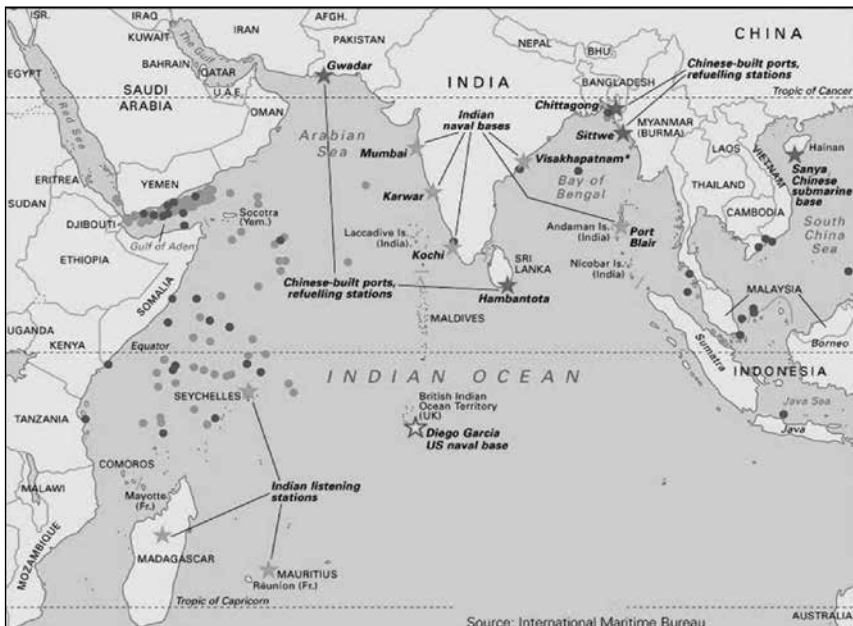 ISR.
IRAQ
IRAN
AFGH.
CHINA
KUWAIT
The Gulf
PAKISTAN
NEPAL
BHU.
Chinese-built ports,
refuelling stations
BAHRAIN
Gwadar
INDIA
EGYPT
QATAR
BANGLADESH
SAUDI
ARABIA
U.A.E.
Tropic of Cancer
Chittagong
Red Sea
OMAN
Arabian
Sea
Indian
naval bases
MYANMAR
(BURMA)
Sittwe
LAOS
Hainan
Mumbai
Visakhapatnam*
VIETNAM
Sanya
Chinese
submarine
base
ERITREA
YEMEN
Bay of
Bengal
THAILAND
SUDAN
Karwar
DJIBOUTI
Socotra
(Yem.)
CAMBODIA
Gulf of Aden
Laccadive Is.
(India)
Andaman Is.
(India)
Port
Blair
South
China
Sea
ETHIOPIA
Kochi
SRI
LANKA
Nicobar Is.
(India)
SOMALIA
Chinese-built ports,
refuelling stations
Hambantota
MALAYSIA
MALDIVES
UGANDA
KENYA
Equator
Sumatra
Borneo
INDIAN OCEAN
INDONESIA
SEYCHELLES
British Indian
Ocean Territory
(UK)
Java Sea
TANZANIA
Diego Garcia
US naval base
Java
COMOROS
Indian listening
stations
MALAWI
Mayotte
(Fr.)
MOZAMBIQUE
MADAGASCAR
MAURITIUS
Réunion (Fr.)
Tropic of Capricorn
AUSTRALIA
Source: International Maritime Bureau